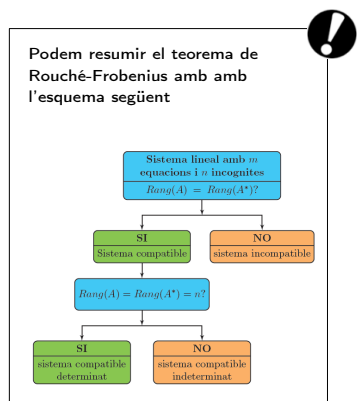 Podem resumir el teorema de
Rouché-Frobenius amb amb
l'esquema següent
Sistema lineal amb m
equacions i n incognites
Rang(A) = Rang(A*)?
SI
Sistema compatible
NO
sistema incompatible
Rang(A) = Rang(A*) = n?
SI
sistema compatible
determinat
NO
sistema compatible
indeterminat